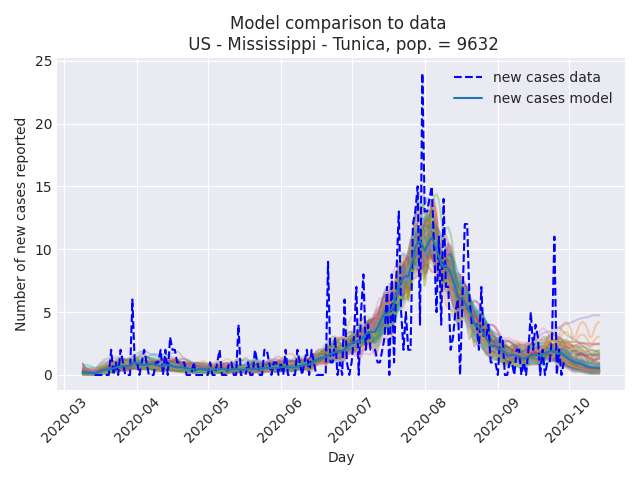 Model comparison to data
US - Mississippi - Tunica, pop. = 9632
new cases data
new cases model
Number of new cases reported
25
20
15
10
5
0
2020-03
2020-04
2020-05
2020-06
2020-07
2020-08
2020-09
2020-10
Day